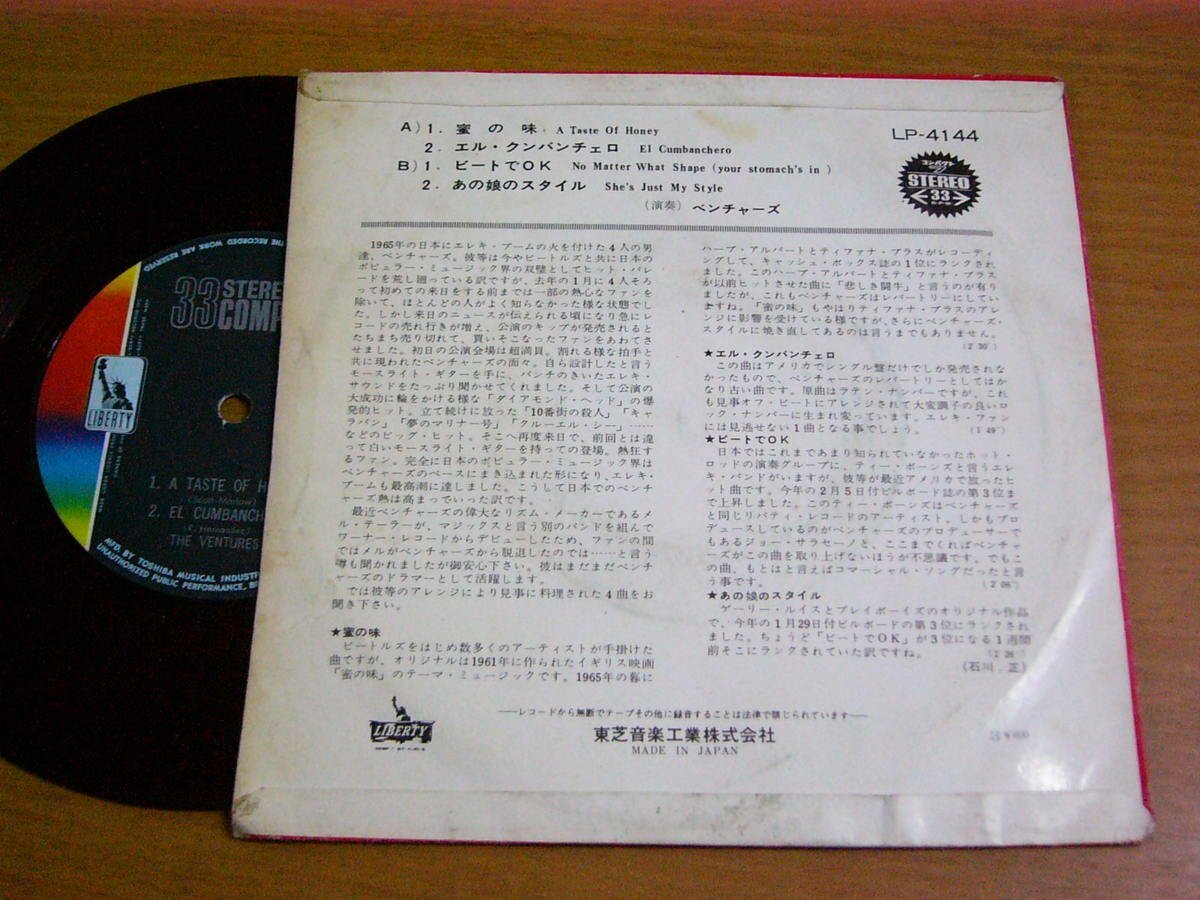 A) 1. 蜜の味 A Taste Of Honey
2. エル・クンバンチェロ El Cumbanchero
B) 1. ビートでOK No Matter What Shape (your stomach's in )
2. あの娘のスタイル She's Just My Style
(演奏) ベンチャーズ
LP-4144
コンパクト
STEREO
33
1965年の日本にエレキ・ブームの火を付けた4人の男
達、ベンチャーズ。彼等は今やビートルズと共に日本の
ポピュラー・ミュージック界の双璧としてヒット・パレ
ードを荒し廻っている訳ですが、去年の1月に4人そろ
って初めての来日をする前までは一部の熱心なファンを
除いて、ほとんどの人がよく知らなかった様な状態でし
た。しかし来日のニュースが伝えられる頃になり急にレ
コードの売れ行きが増え、公演のキップが発売されると
たちまち売り切れて、買いそこなったファンをあわてさ
せました。初日の公演会場は超満員。割れる様な拍手と
共に現われたベンチャーズの面々。自ら設計したと言う
モースライト・ギターを手に。パンチのきいたエレキ・
サウンドをたっぷり聞かせてくれました。そして公演の
大成功に輪をかける様な「ダイアモンド・ヘッド」の爆
発的ヒット。立て続けに放った「10番街の殺人」「キャ
ラバン」「夢のマリナー号」「クルーエル・シー」……
などのビッグ・ヒット。そこへ再度来日で、前回とは違
って白いモースライト・ギターを持っての登場。熱狂す
るファン。完全に日本のポピュラー・ミュージック界は
ベンチャーズのペースにまき込まれた形になり、エレキ・
ブームも最高潮に達しました。こうして日本でのベンチ
ャーズ熱は高まっていった訳です。
最近ベンチャーズの偉大なリズム・メーカーであるメ
ル・テーラーが、マジックスと言う別のバンドを組んで
ワーナー・レコードからデビューしたため、ファンの間
ではメルがベンチャーズから脱退したのでは……と言う
噂も聞かれましたが御安心下さい。彼はまだまだベンチ
ャーズのドラマーとして活躍します。
では彼等のアレンジにより見事に料理された4曲をお
聞き下さい。
★蜜の味
ビートルズをはじめ数多くのアーティストが手掛けた
曲ですが、オリジナルは1961年に作られたイギリス映画
「蜜の味」のテーマ・ミュージックです。1965年の暮に
ハーブ・アルバートとティファナ・ブラスがレコーディ
ングして、キャッシュ・ボックス誌の1位にランクされ
ました。このハーブ・アルバートとティファナ・ブラス
が以前ヒットさせた曲に「悲しき闘牛」と言うのが有り
ましたが、これもベンチャーズはレパートリーにしてい
ますね。「蜜の味」もやはりティファナ・ブラスのアレ
ンジに影響を受けている様ですが、さらにベンチャーズ・
スタイルに焼き直してあるのは言うまでもありません。
(2′30″)
★エル・クンバンチェロ
この曲はアメリカでシングル盤だけでしか発売されな
かったもので、ベンチャーズのレパートリーとしてはか
なり古い曲です。原曲はラテン・ナンバーですが、これ
も見事オフ・ビートにアレンジされて大変調子の良いロ
ック・ナンバーに生まれ変っています。エレキ・ファン
には見逃せない1曲となる事でしょう。 (1′49″)
★ビートでOK
日本ではこれまであまり知られていなかったホット・
ロッドの演奏グループに、ティー・ボーンズと言うエレ
キ・バンドがいますが、彼等が最近アメリカで放ったヒ
ット曲です。今年の2月5日付ビルボード誌の第3位ま
で上昇しました。このティー・ボーンズはベンチャーズ
と同じリバティ・レコードのアーティスト。しかもプロ
デュースしているのがベンチャーズのプロデューサーで
もあるジョー・サラセーノと、ここまでくればベンチャ
ーズがこの曲を取り上げないほうが不思議です。でもこ
の曲、もとはと言えばコマーシャル・ソングだったと言
う事です。 (2′06″)
★あの娘のスタイル
ゲーリー・ルイスとプレイボーイズのオリジナル作品
で、今年の1月29日付ビルボードの第3位にランクされ
ました。ちょうど「ビートでOK」が3位になる1週間
前そこにランクされていた訳ですね。 (2′26″)
(石川 正)
LIBERTY
——レコードから無断でテープその他に録音することは法律で禁じられています——
東芝音楽工業株式会社
MADE IN JAPAN
33 STERE
COMP
LIBERTY
1. A TASTE OF H
(Scott-Marlow)
2. EL CUMBANCH
(R. Hernandez)
THE VENTURES
MFD. BY TOSHIBA MUSICAL INDUSTR
UNAUTHORIZED PUBLIC PERFORMANCE, B
THE RECORDED WORK ARE RESERVED